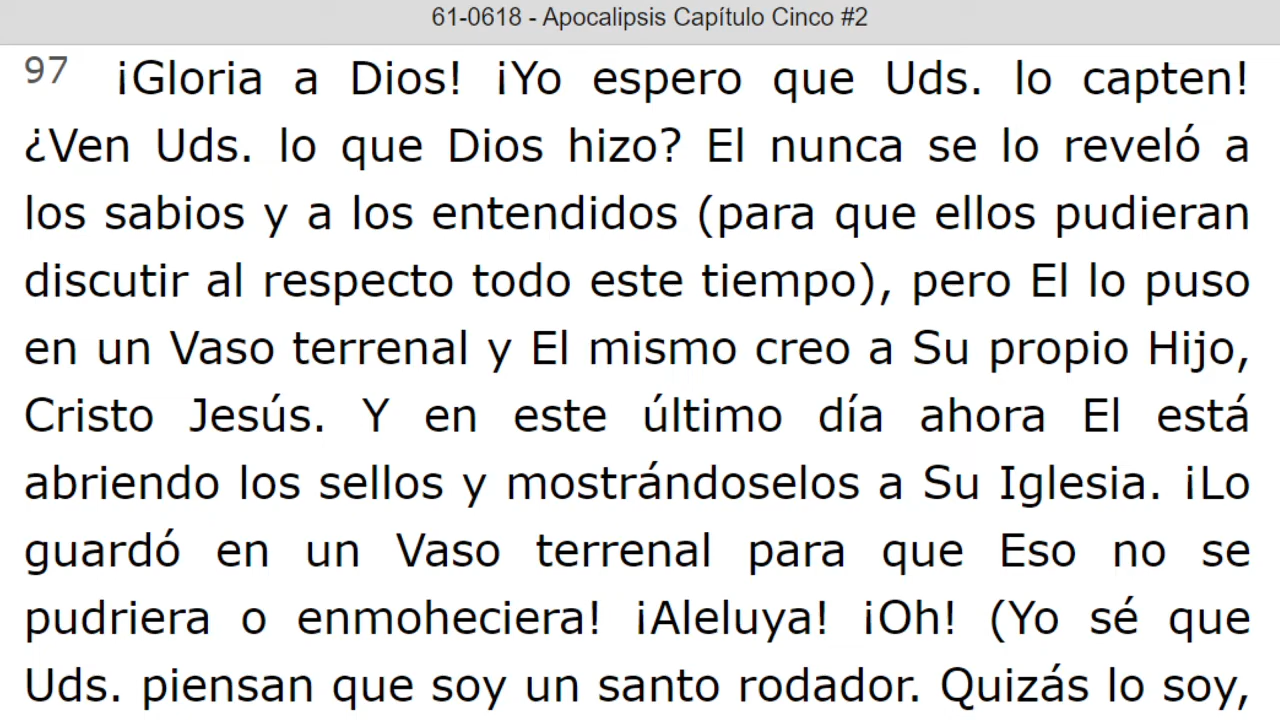 61-0618 - Apocalipsis Capítulo Cinco #2
97 ¡Gloria a Dios! ¡Yo espero que Uds. lo capten!
¿Ven Uds. lo que Dios hizo? El nunca se lo reveló a
los sabios y a los entendidos (para que ellos pudieran
discutir al respecto todo este tiempo), pero El lo puso
en un Vaso terrenal y El mismo creo a Su propio Hijo,
Cristo Jesús. Y en este último día ahora El está
abriendo los sellos y mostrándoselos a Su Iglesia. ¡Lo
guardó en un Vaso terrenal para que Eso no se
pudriera o enmoheciera! ¡Aleluya! ¡Oh! (Yo sé que
Uds. piensan que soy un santo rodador. Quizás lo soy,